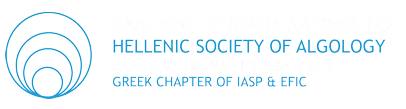 HELLENIC SOCIETY OF ALGOLOGY
GREEK CHAPTER OF IASP & EFIC